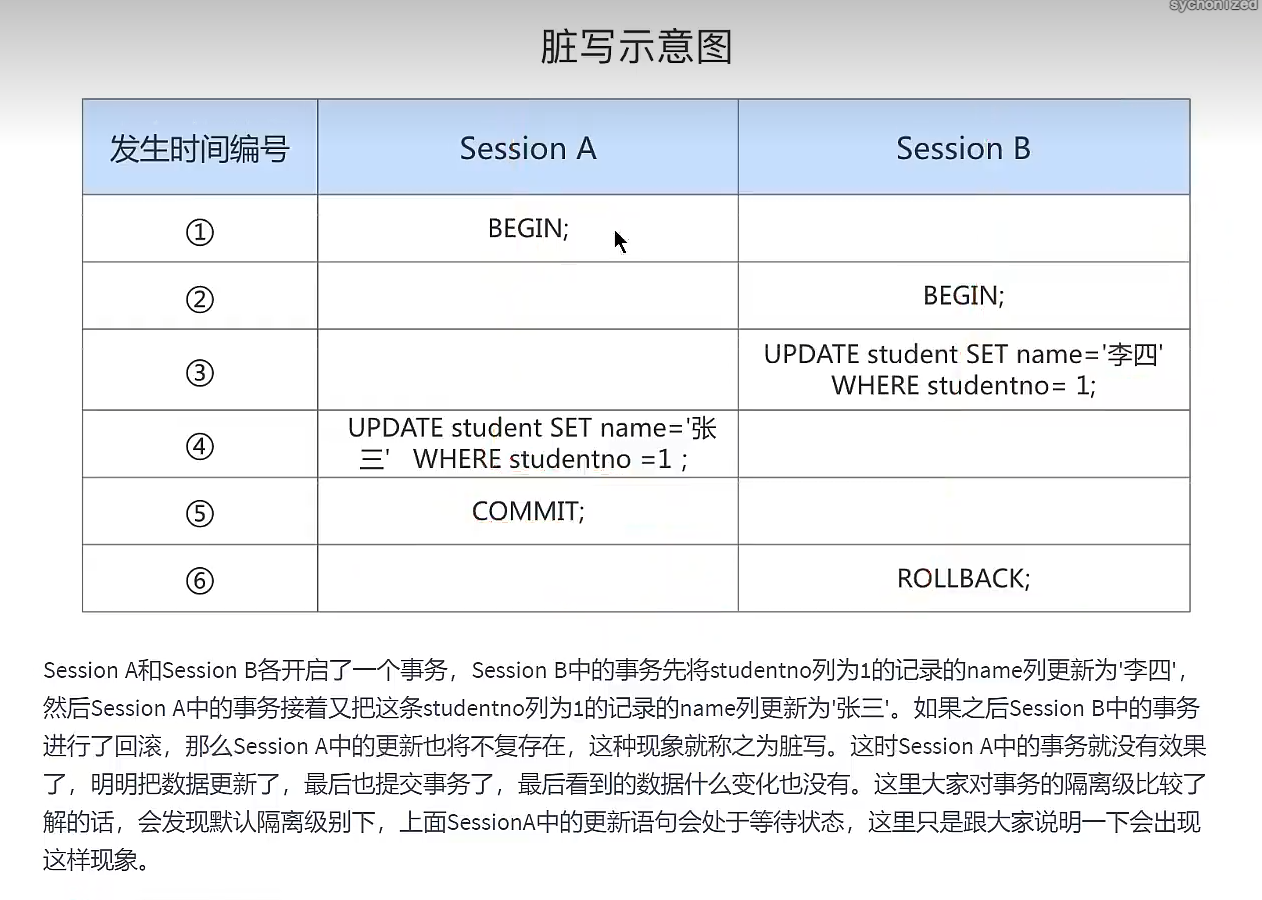 sychonized
脏写示意图
发生时间编号 Session A Session B
① BEGIN;
② BEGIN;
③ UPDATE student SET name='李四'
WHERE studentno= 1;
④ UPDATE student SET name='张
三' WHERE studentno =1 ;
⑤ COMMIT;
⑥ ROLLBACK;
Session A和Session B各开启了一个事务，Session B中的事务先将studentno列为1的记录的name列更新为'李四'，
然后Session A中的事务接着又把这条studentno列为1的记录的name列更新为'张三'。如果之后Session B中的事务
进行了回滚，那么Session A中的更新也将不复存在，这种现象就称之为脏写。这时Session A中的事务就没有效果
了，明明把数据更新了，最后也提交事务了，最后看到的数据什么变化也没有。这里大家对事务的隔离级比较了
解的话，会发现默认隔离级别下，上面SessionA中的更新语句会处于等待状态，这里只是跟大家说明一下会出现
这样现象。